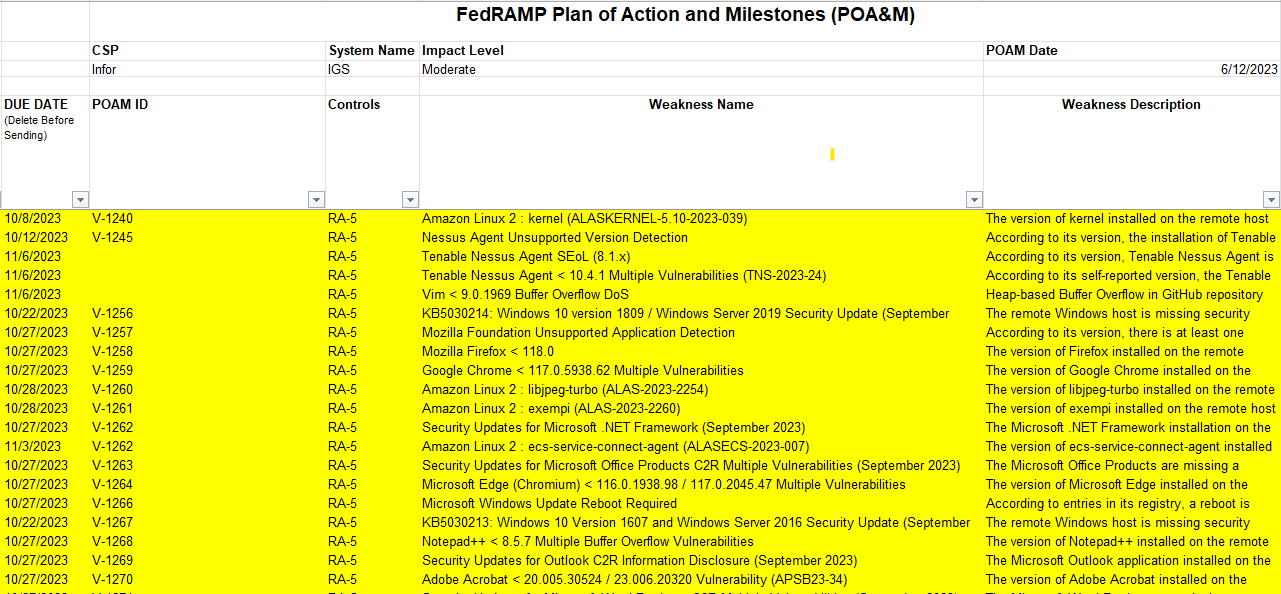 FedRAMP Plan of Action and Milestones (POA&M)
CSP System Name Impact Level POAM Date
Infor IGS Moderate 6/12/2023
DUE DATE POAM ID Controls Weakness Name Weakness Description
(Delete Before
Sending)
10/8/2023 V-1240 RA-5 Amazon Linux 2 : kernel (ALASKERNEL-5.10-2023-039) The version of kernel installed on the remote host
10/12/2023 V-1245 RA-5 Nessus Agent Unsupported Version Detection According to its version, the installation of Tenable
11/6/2023 RA-5 Tenable Nessus Agent SEoL (8.1.x) According to its version, Tenable Nessus Agent is
11/6/2023 RA-5 Tenable Nessus Agent < 10.4.1 Multiple Vulnerabilities (TNS-2023-24) According to its self-reported version, the Tenable
11/6/2023 RA-5 Vim < 9.0.1969 Buffer Overflow DoS Heap-based Buffer Overflow in GitHub repository
10/22/2023 V-1256 RA-5 KB5030214: Windows 10 version 1809 / Windows Server 2019 Security Update (September The remote Windows host is missing security
10/27/2023 V-1257 RA-5 Mozilla Foundation Unsupported Application Detection According to its version, there is at least one
10/27/2023 V-1258 RA-5 Mozilla Firefox < 118.0 The version of Firefox installed on the remote
10/27/2023 V-1259 RA-5 Google Chrome < 117.0.5938.62 Multiple Vulnerabilities The version of Google Chrome installed on the
10/28/2023 V-1260 RA-5 Amazon Linux 2 : libjpeg-turbo (ALAS-2023-2254) The version of libjpeg-turbo installed on the remote
10/28/2023 V-1261 RA-5 Amazon Linux 2 : exempi (ALAS-2023-2260) The version of exempi installed on the remote host
10/27/2023 V-1262 RA-5 Security Updates for Microsoft .NET Framework (September 2023) The Microsoft .NET Framework installation on the
11/3/2023 V-1262 RA-5 Amazon Linux 2 : ecs-service-connect-agent (ALASECS-2023-007) The version of ecs-service-connect-agent installed
10/27/2023 V-1263 RA-5 Security Updates for Microsoft Office Products C2R Multiple Vulnerabilities (September 2023) The Microsoft Office Products are missing a
10/27/2023 V-1264 RA-5 Microsoft Edge (Chromium) < 116.0.1938.98 / 117.0.2045.47 Multiple Vulnerabilities The version of Microsoft Edge installed on the
10/27/2023 V-1266 RA-5 Microsoft Windows Update Reboot Required According to entries in its registry, a reboot is
10/22/2023 V-1267 RA-5 KB5030213: Windows 10 Version 1607 and Windows Server 2016 Security Update (September The remote Windows host is missing security
10/27/2023 V-1268 RA-5 Notepad++ < 8.5.7 Multiple Buffer Overflow Vulnerabilities The version of Notepad++ installed on the remote
10/27/2023 V-1269 RA-5 Security Updates for Outlook C2R Information Disclosure (September 2023) The Microsoft Outlook application installed on the
10/27/2023 V-1270 RA-5 Adobe Acrobat < 20.005.30524 / 23.006.20320 Vulnerability (APSB23-34) The version of Adobe Acrobat installed on the